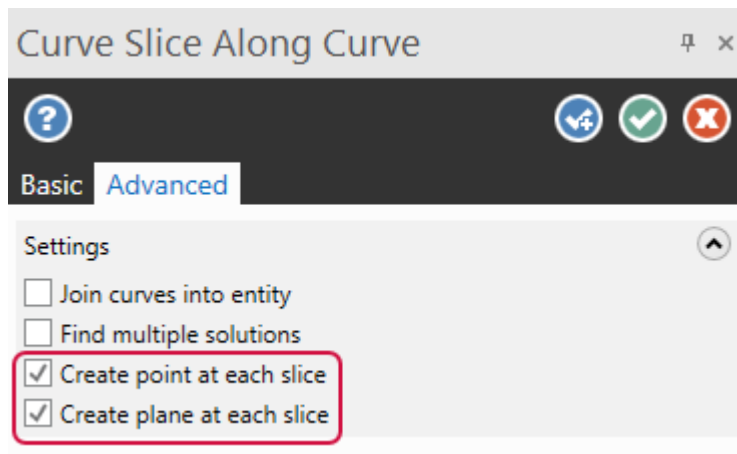 Curve Slice Along Curve
Basic Advanced
Settings
Join curves into entity
Find multiple solutions
Create point at each slice
Create plane at each slice